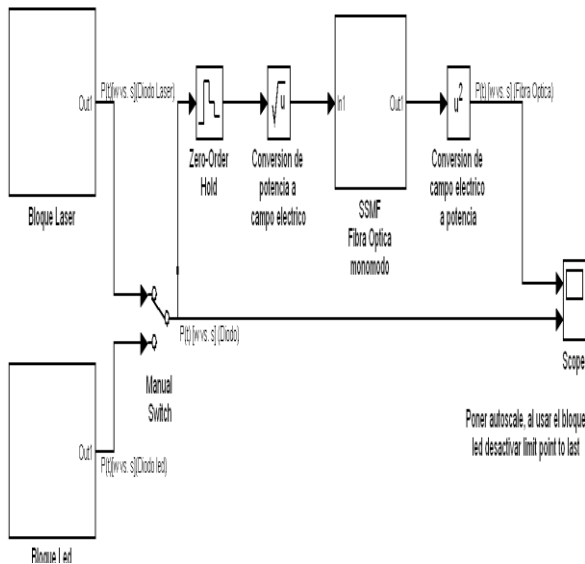 P(t)[w vs. s](Diodo Laser)
Out1
Bloque Laser
Zero-Order
Hold
√u
Conversion de
potencia a
campo electrico
In1
Out1
SSMF
Fibra Optica
monomodo
u²
P(t) [w vs. s] (Fibra Optica)
Conversion de
campo electrico
a potencia
P(t) [w vs. s] (Diodo)
Manual
Switch
Scope
Out1
P(t)[w vs. s](Diodo led)
Bloque Led
Poner autoscale, al usar el bloque
led desactivar limit point to last